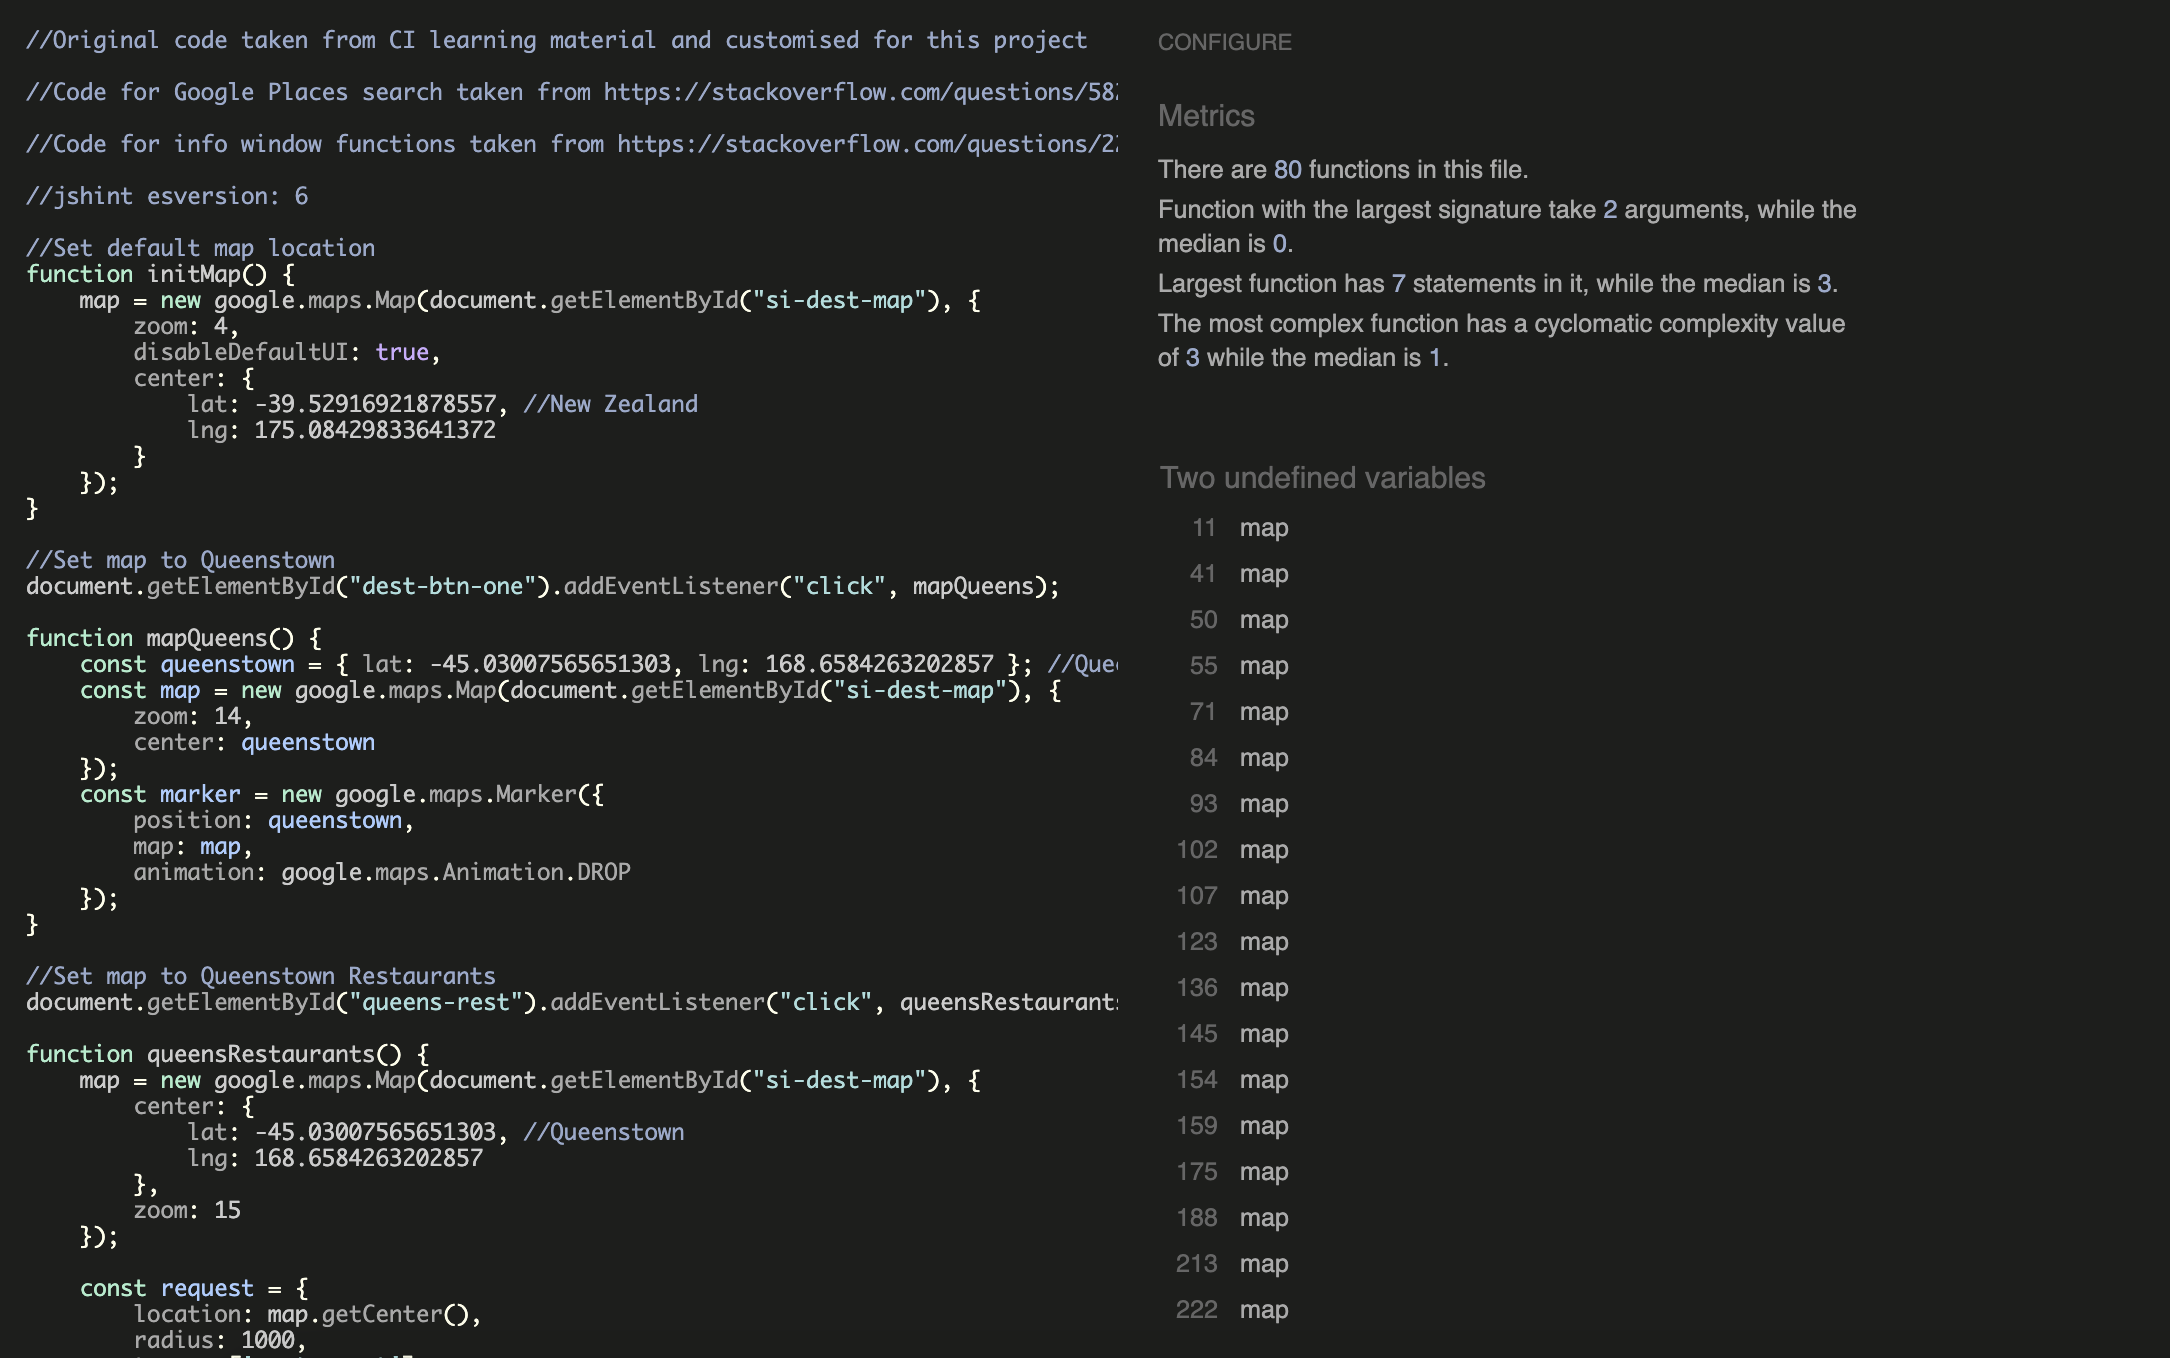 //Original code taken from CI learning material and customised for this project
//Code for Google Places search taken from https://stackoverflow.com/questions/582
//Code for info window functions taken from https://stackoverflow.com/questions/22
//jshint esversion: 6
//Set default map location
function initMap() {
    map = new google.maps.Map(document.getElementById("si-dest-map"), {
        zoom: 4,
        disableDefaultUI: true,
        center: {
            lat: -39.52916921878557, //New Zealand
            lng: 175.08429833641372
        }
    });
}
//Set map to Queenstown
document.getElementById("dest-btn-one").addEventListener("click", mapQueens);
function mapQueens() {
    const queenstown = { lat: -45.03007565651303, lng: 168.6584263202857 }; //Quee
    const map = new google.maps.Map(document.getElementById("si-dest-map"), {
        zoom: 14,
        center: queenstown
    });
    const marker = new google.maps.Marker({
        position: queenstown,
        map: map,
        animation: google.maps.Animation.DROP
    });
}
//Set map to Queenstown Restaurants
document.getElementById("queens-rest").addEventListener("click", queensRestaurants
function queensRestaurants() {
    map = new google.maps.Map(document.getElementById("si-dest-map"), {
        center: {
            lat: -45.03007565651303, //Queenstown
            lng: 168.6584263202857
        },
        zoom: 15
    });
    const request = {
        location: map.getCenter(),
        radius: 1000,
CONFIGURE
Metrics
There are 80 functions in this file.
Function with the largest signature take 2 arguments, while the
median is 0.
Largest function has 7 statements in it, while the median is 3.
The most complex function has a cyclomatic complexity value
of 3 while the median is 1.
Two undefined variables
11 map
41 map
50 map
55 map
71 map
84 map
93 map
102 map
107 map
123 map
136 map
145 map
154 map
159 map
175 map
188 map
213 map
222 map